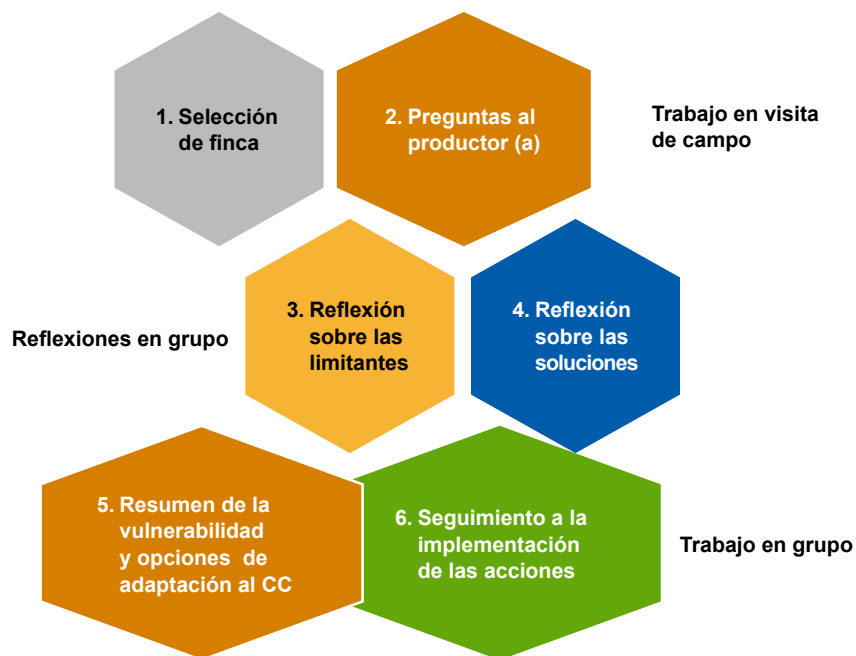 1. Selección
de finca
2. Preguntas al
productor (a)
Trabajo en visita
de campo
Reflexiones en grupo
3. Reflexión
sobre las
limitantes
4. Reflexión
sobre las
soluciones
5. Resumen de la
vulnerabilidad
y opciones de
adaptación al CC
6. Seguimiento a la
implementación
de las acciones
Trabajo en grupo